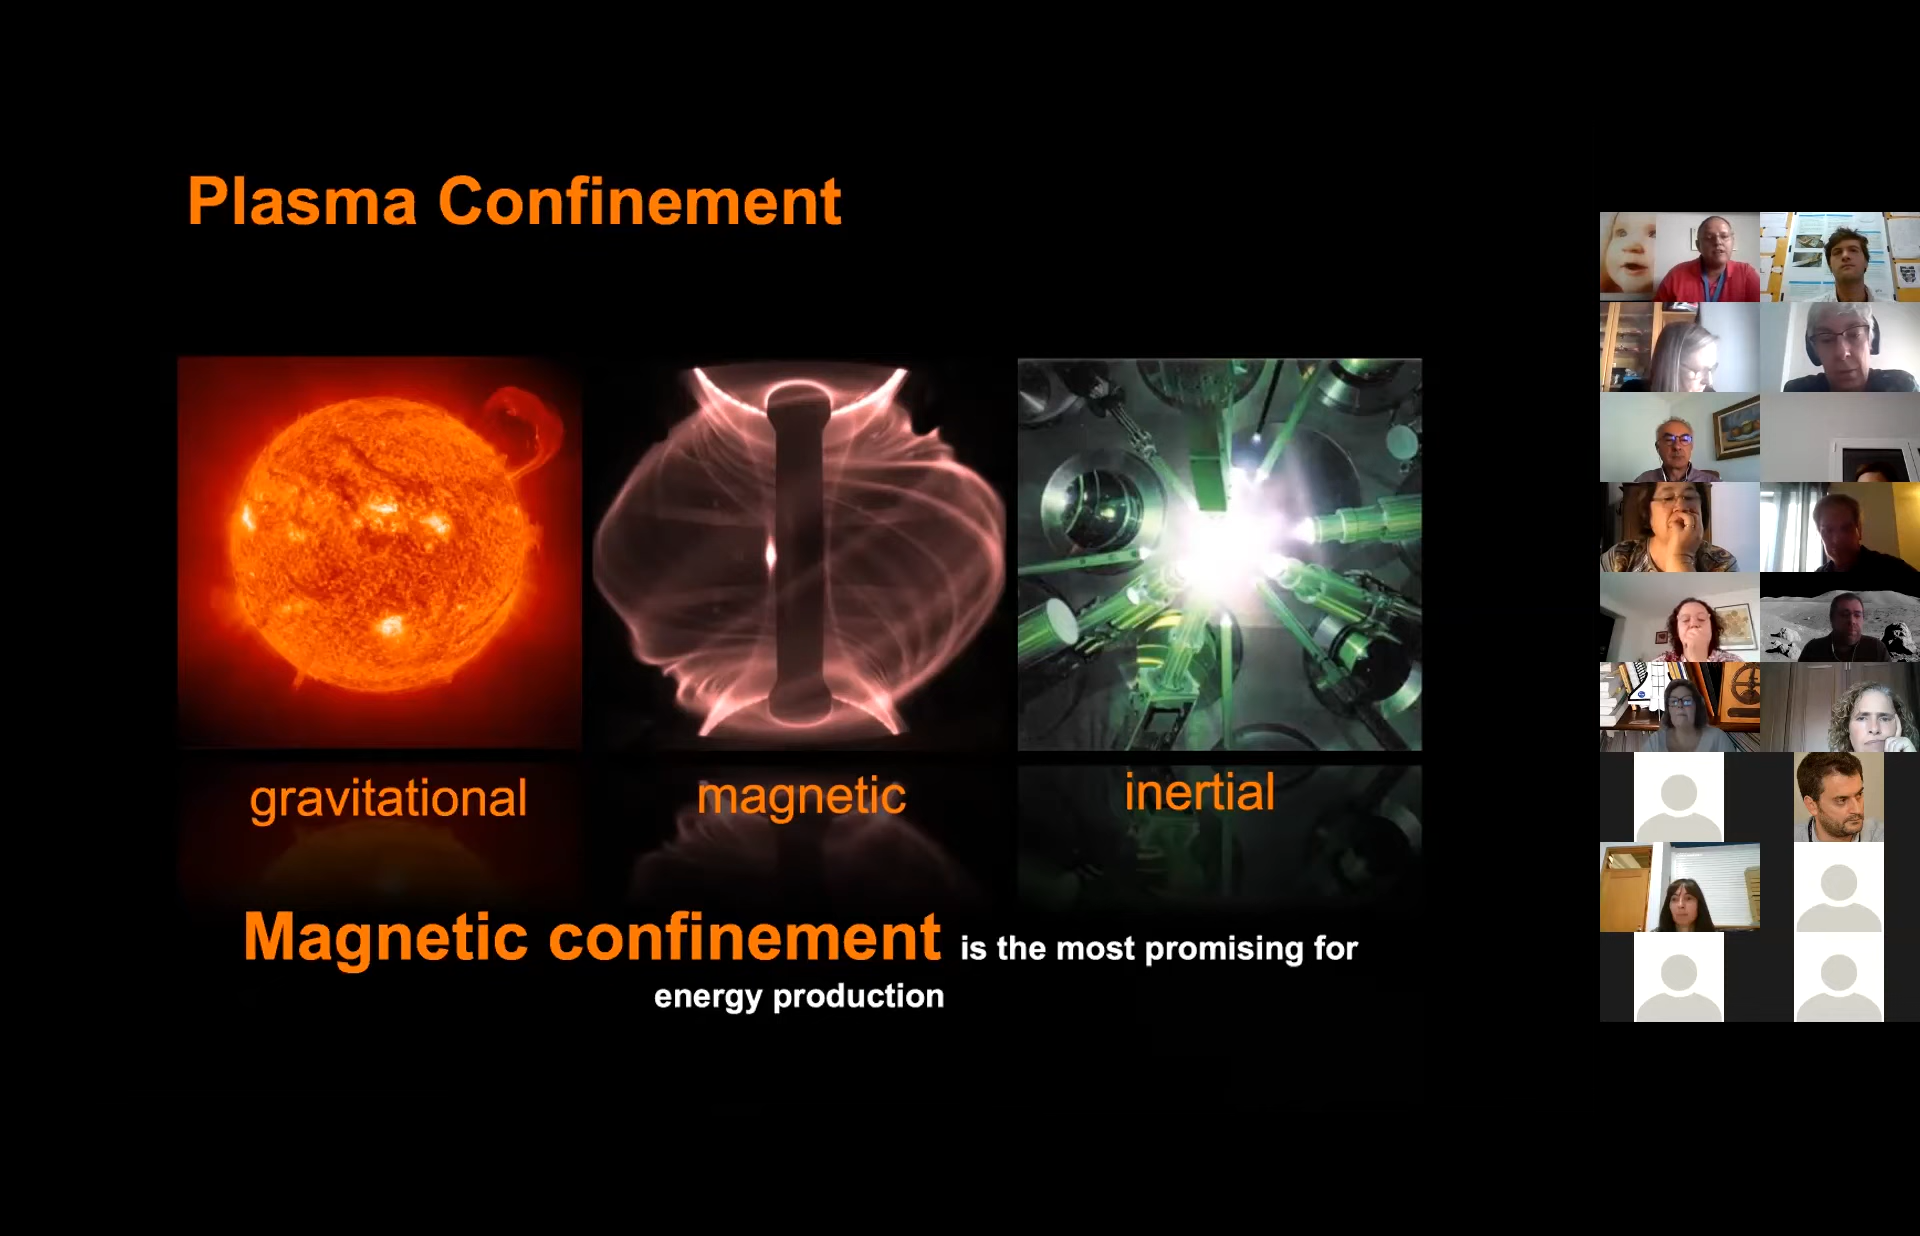 Plasma Confinement
gravitational
magnetic
inertial
Magnetic confinement is the most promising for
energy production